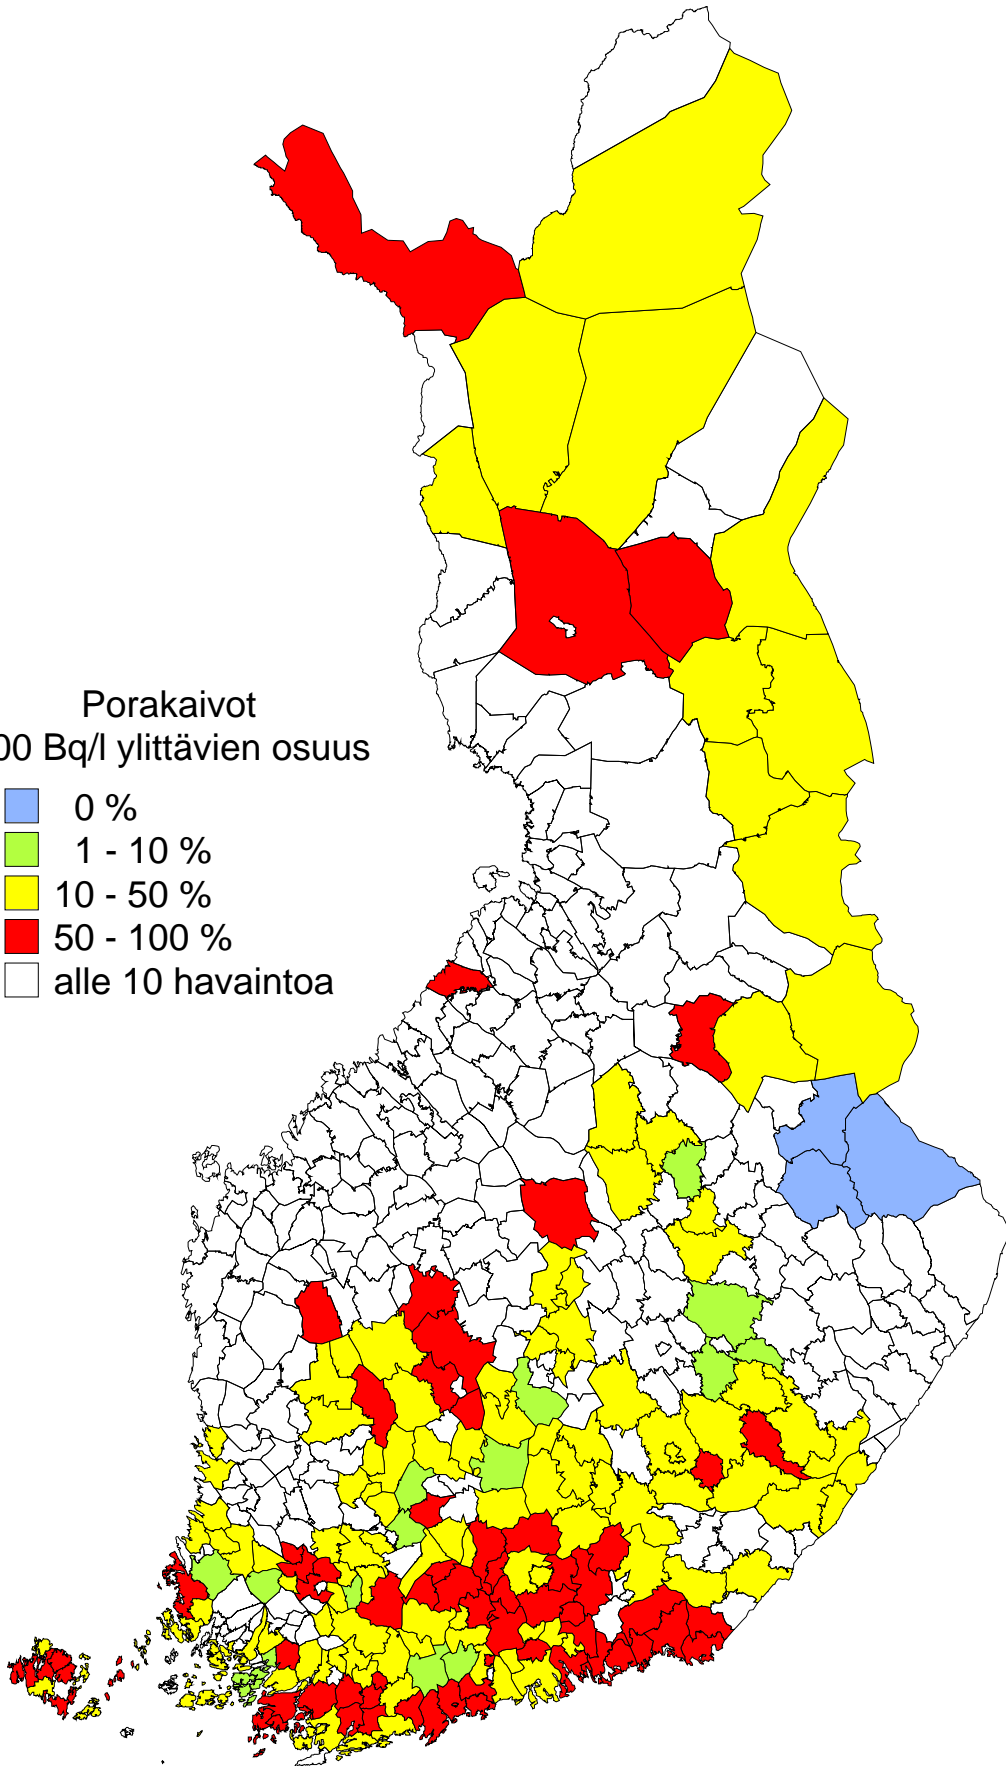 Porakaivot
00 Bq/l ylittävien osuus
0 %
1 - 10 %
10 - 50 %
50 - 100 %
alle 10 havaintoa